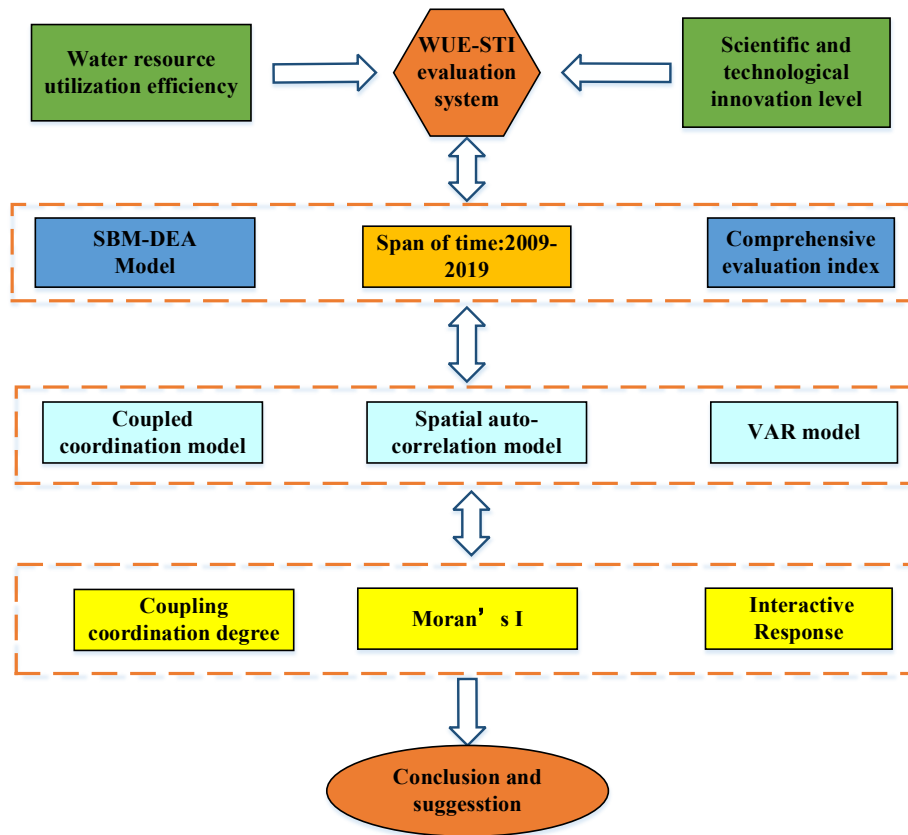 Water resource
utilization efficiency
WUE-STI
evaluation
system
Scientific and
technological
innovation level
SBM-DEA
Model
Span of time:2009-
2019
Comprehensive
evaluation index
Coupled
coordination model
Spatial auto-
correlation model
VAR model
Coupling
coordination degree
Moran’s I
Interactive
Response
Conclusion and
suggesstion